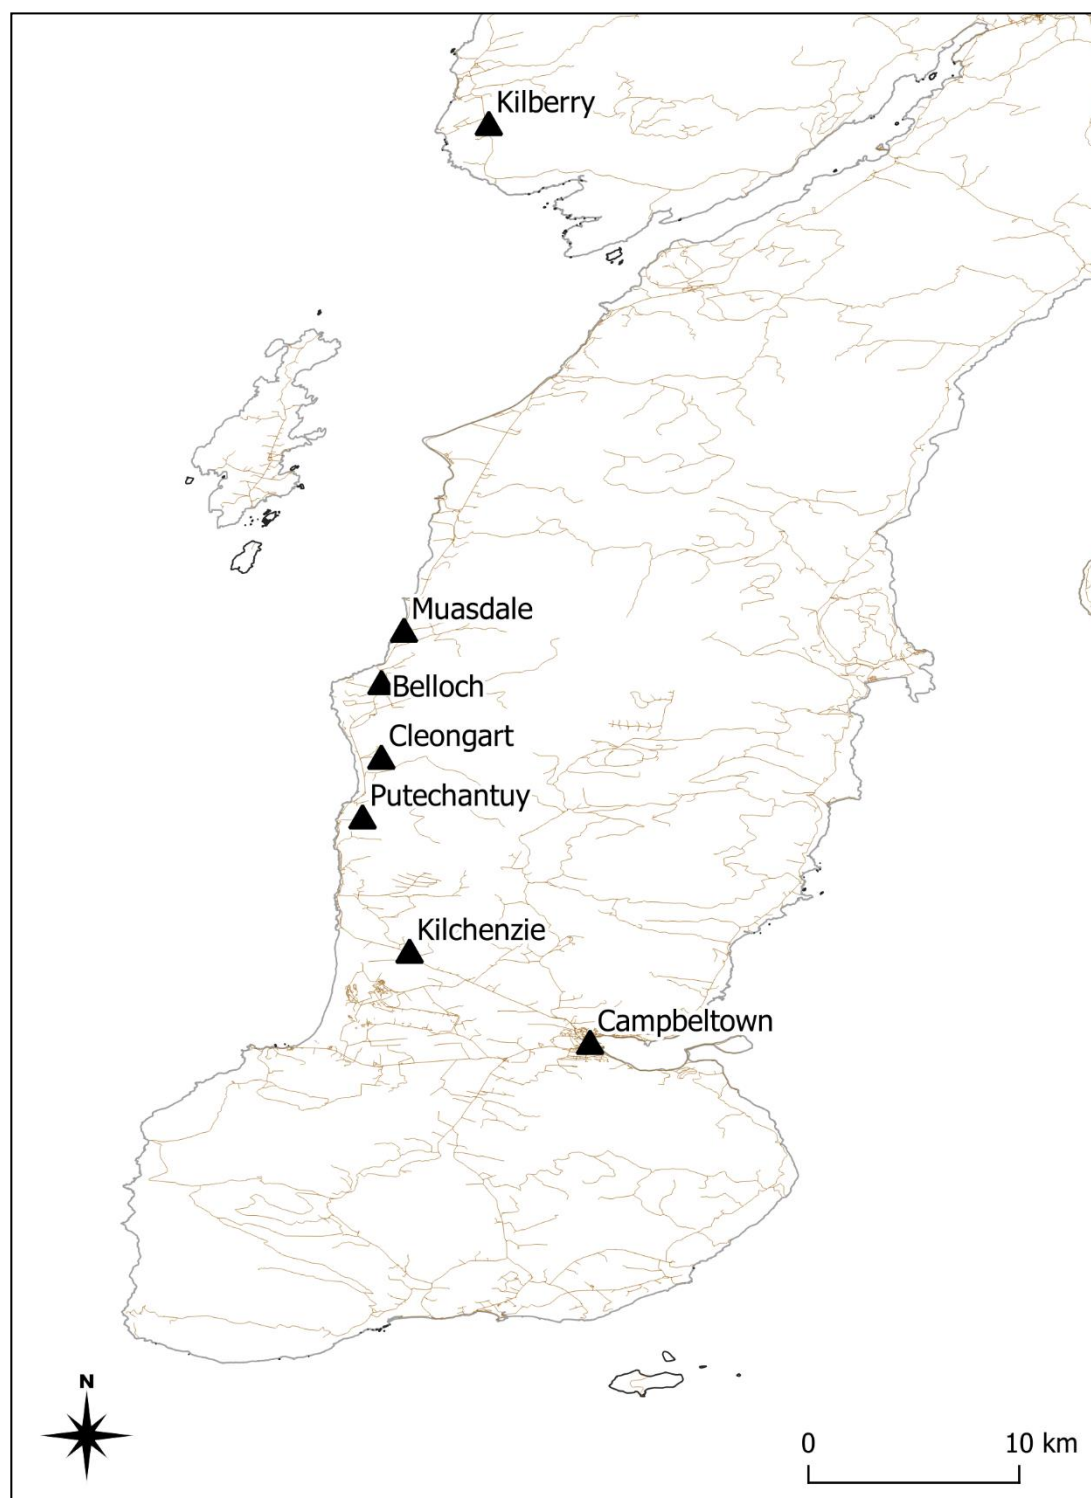 Kilberry
Muasdale
Belloch
Cleongart
Putechantuy
Kilchenzie
Campbeltown
N
0 10 km